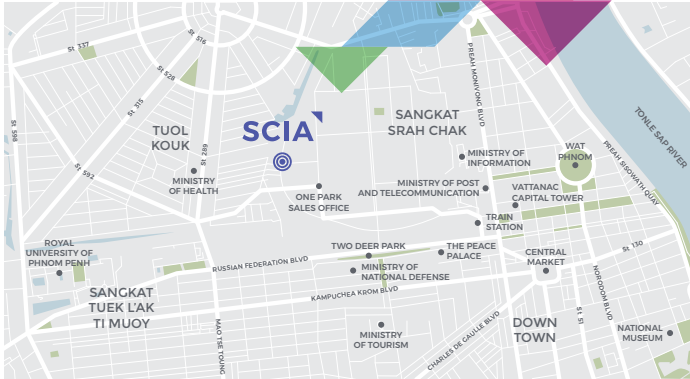 St 337
St 516
St 528
St 315
St 598
St 592
St 289
TUOL
KOUK
MINISTRY
OF HEALTH
SCIA
ONE PARK
SALES OFFICE
SANGKAT
SRAH CHAK
PREAH MONIVONG BLVD
MINISTRY OF
INFORMATION
MINISTRY OF POST
AND TELECOMMUNICATION
WAT
PHNOM
VATTANAC
CAPITAL TOWER
TRAIN
STATION
PREAH SISOWATH QUAY
TONLE SAP RIVER
ROYAL
UNIVERSITY OF
PHNOM PENH
RUSSIAN FEDERATION BLVD
TWO DEER PARK
THE PEACE
PALACE
MINISTRY OF
NATIONAL DEFENSE
CENTRAL
MARKET
St 130
SANGKAT
TUEK L'AK
TI MUOY
KAMPUCHEA KROM BLVD
MAO TSE YOUNG
MINISTRY
OF TOURISM
CHARLES DE GAULLE BLVD
DOWN
TOWN
St 51
NORODOM BLVD
NATIONAL
MUSEUM